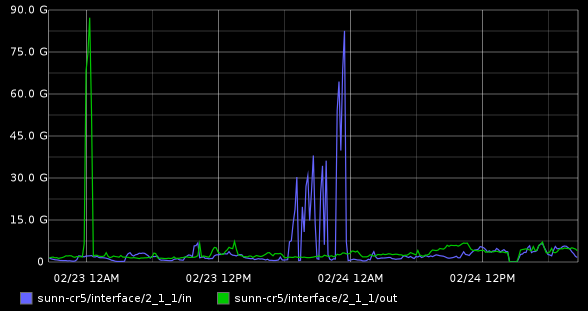 90.0 G
75.0 G
60.0 G
45.0 G
30.0 G
15.0 G
0
02/23 12AM 02/23 12PM 02/24 12AM 02/24 12PM
sunn-cr5/interface/2_1_1/in sunn-cr5/interface/2_1_1/out